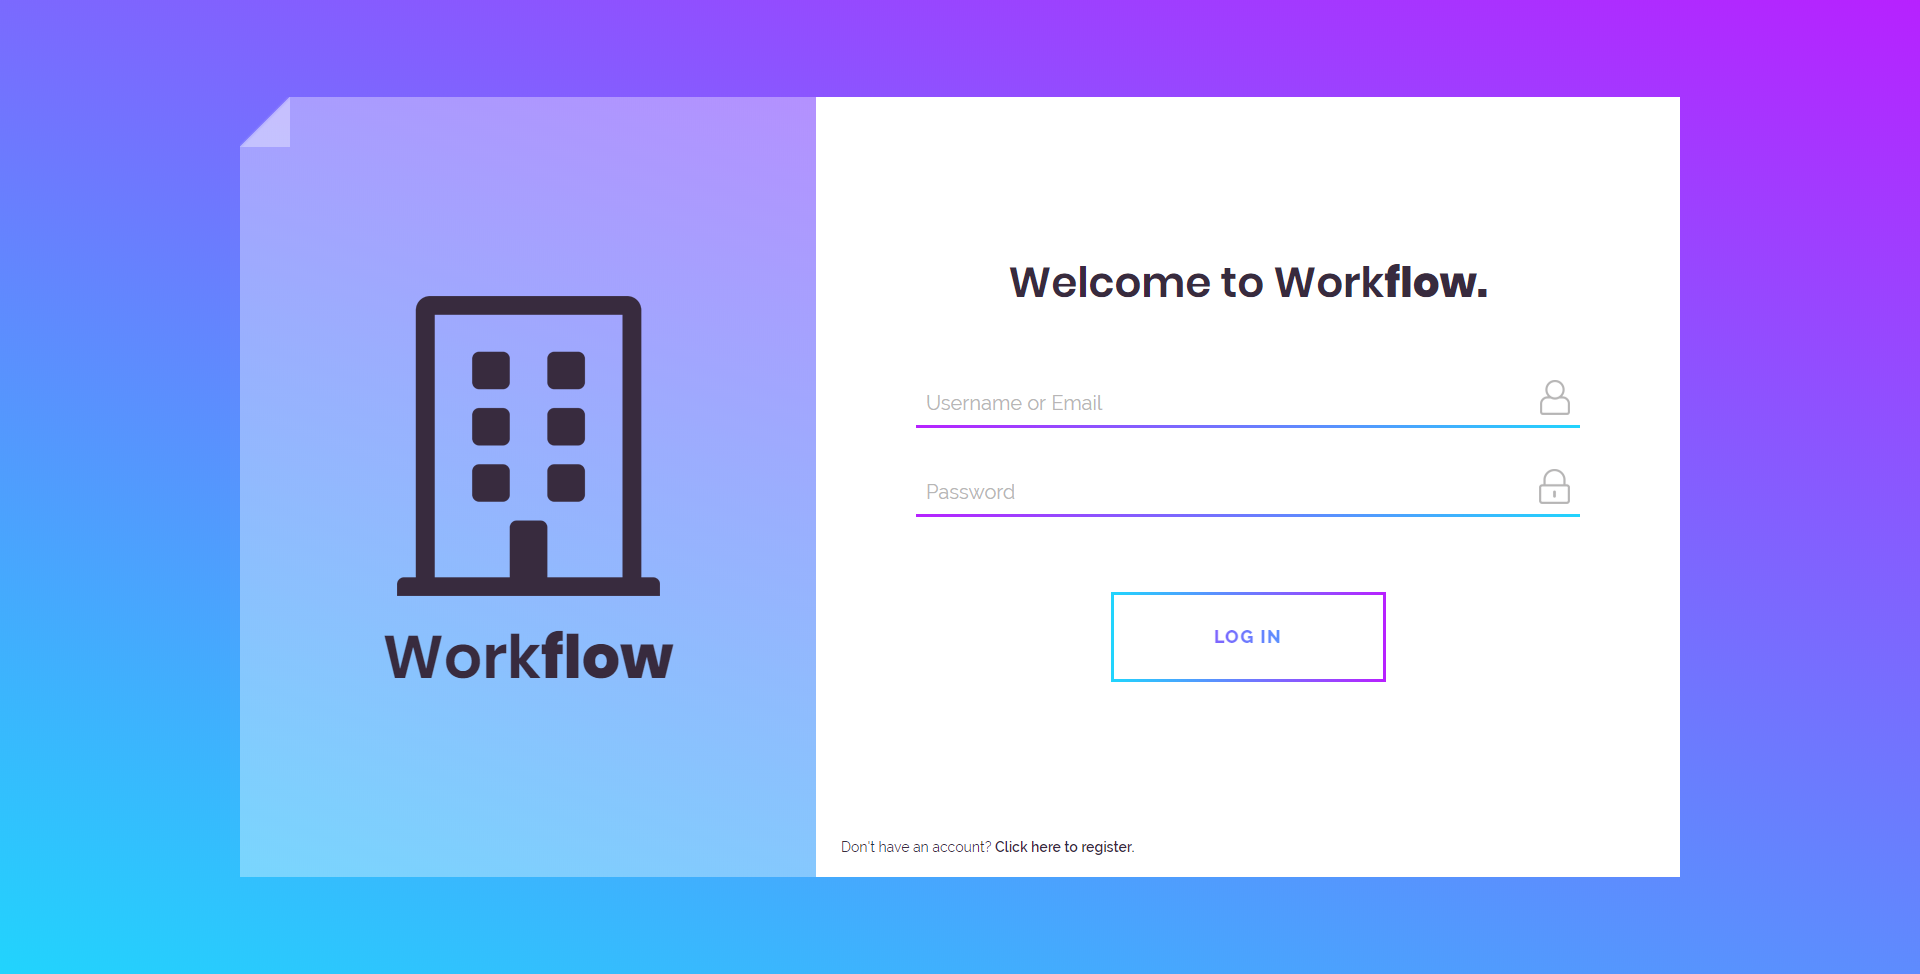 Workflow
Welcome to Workflow.
Username or Email
Password
LOG IN
Don't have an account? Click here to register.